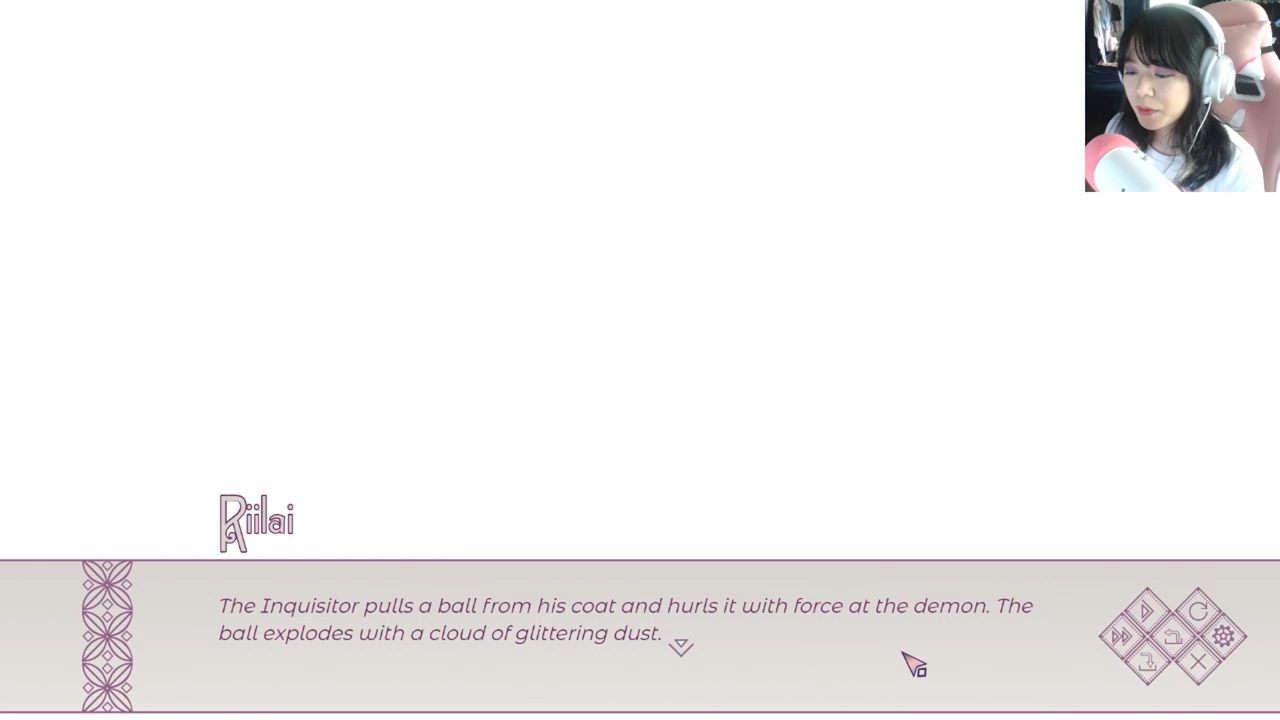 Riilai
The Inquisitor pulls a ball from his coat and hurls it with force at the demon. The
ball explodes with a cloud of glittering dust.